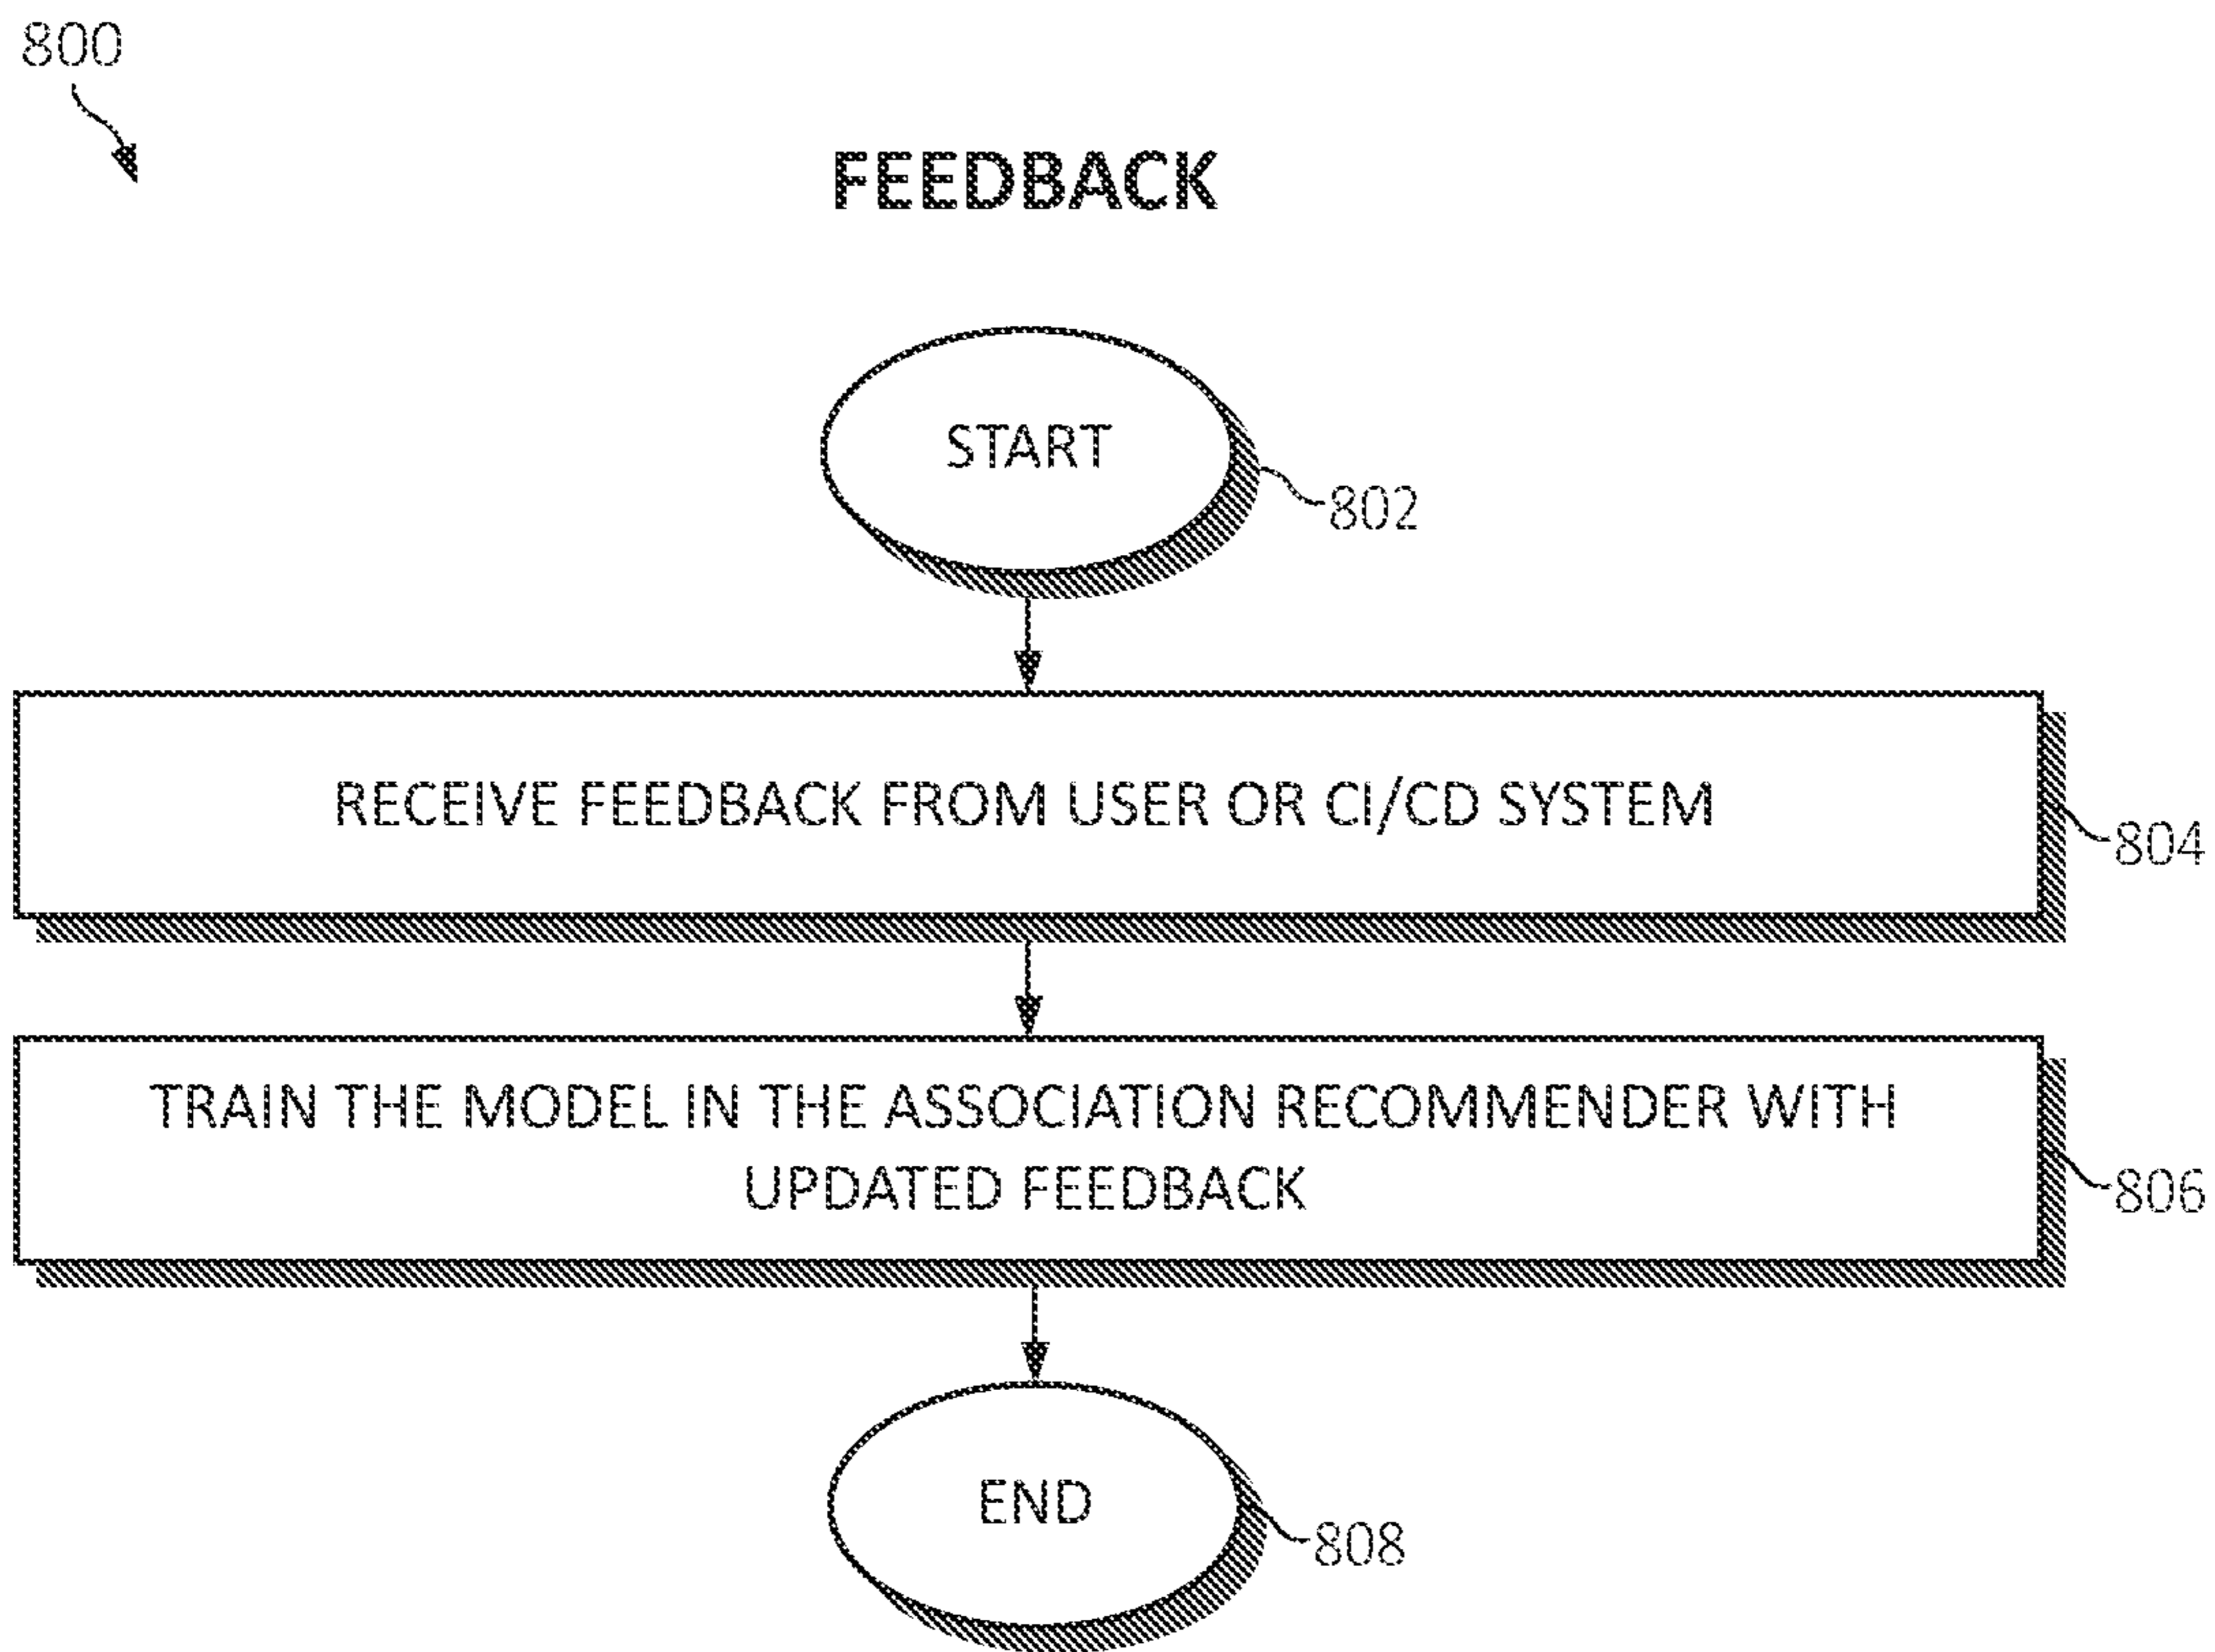 800
FEEDBACK
START
802
RECEIVE FEEDBACK FROM USER OR CI/CD SYSTEM
804
TRAIN THE MODEL IN THE ASSOCIATION RECOMMENDER WITH
UPDATED FEEDBACK
806
END
808